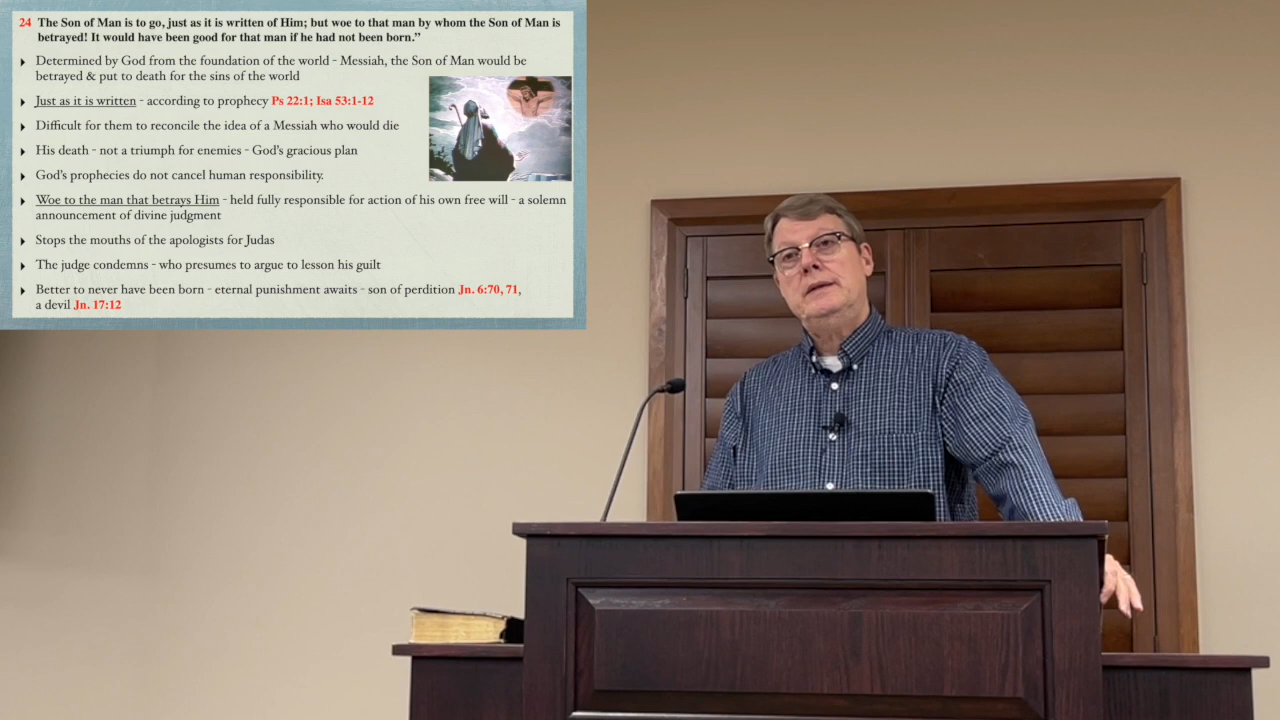 24 The Son of Man is to go, just as it is written of Him; but woe to that man by whom the Son of Man is
betrayed! It would have been good for that man if he had not been born.”
Determined by God from the foundation of the world - Messiah, the Son of Man would be
betrayed & put to death for the sins of the world
Just as it is written - according to prophecy Ps 22:1; Isa 53:1-12
Difficult for them to reconcile the idea of a Messiah who would die
His death - not a triumph for enemies - God’s gracious plan
God’s prophecies do not cancel human responsibility.
Woe to the man that betrays Him - held fully responsible for action of his own free will - a solemn
announcement of divine judgment
Stops the mouths of the apologists for Judas
The judge condemns - who presumes to argue to lesson his guilt
Better to never have been born - eternal punishment awaits - son of perdition Jn. 6:70, 71,
a devil Jn. 17:12